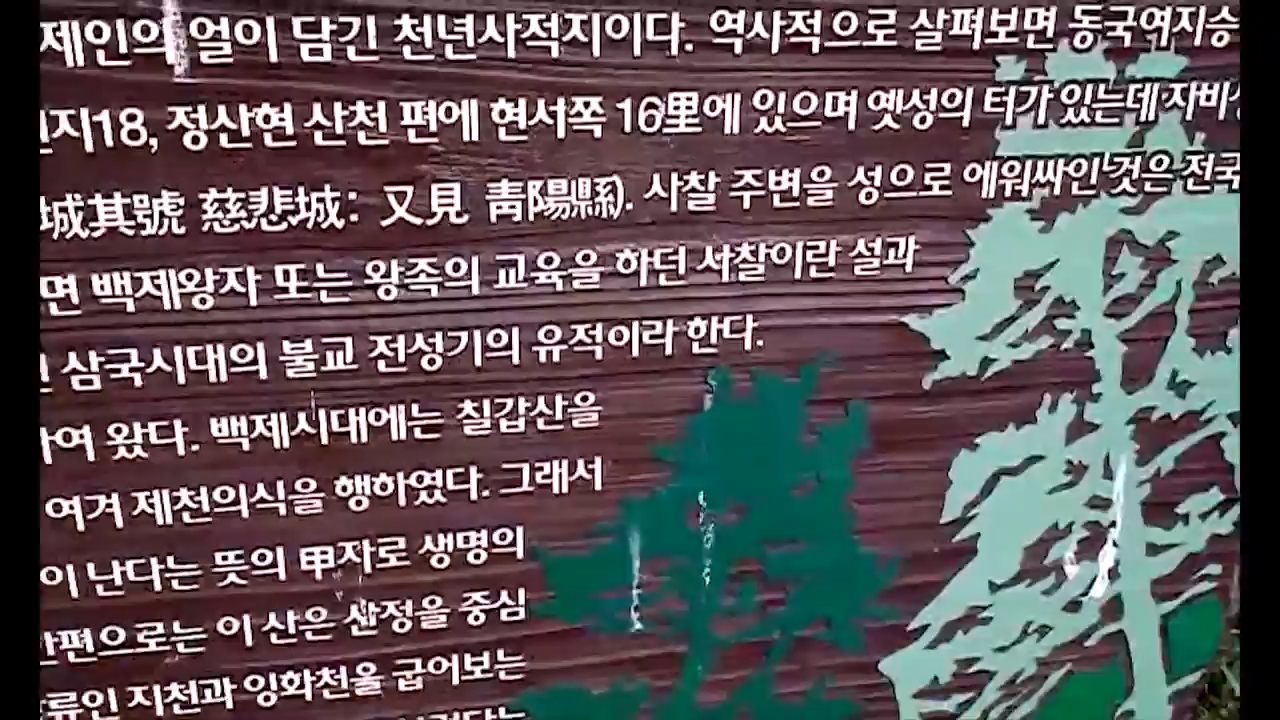 제인의 얼이 담긴 천년사적지이다. 역사적으로 살펴보면 동국여지승
지18, 정산현 산천 편에 현서쪽 16里에 있으며 옛성의 터가 있는데 자비
城其號 慈悲城: 又見 靑陽縣). 사찰 주변을 성으로 에워싸인것은 전국
면 백제왕자 또는 왕족의 교육을 하던 서찰이란 설과
삼국시대의 불교 전성기의 유적이라 한다.
여 왔다. 백제시대에는 칠갑산을
여겨 제천의식을 행하였다. 그래서
이 난다는 뜻의 甲자로 생명의
편으로는 이 산은 산정을 중심
류인 지천과 잉화천을 굽어보는